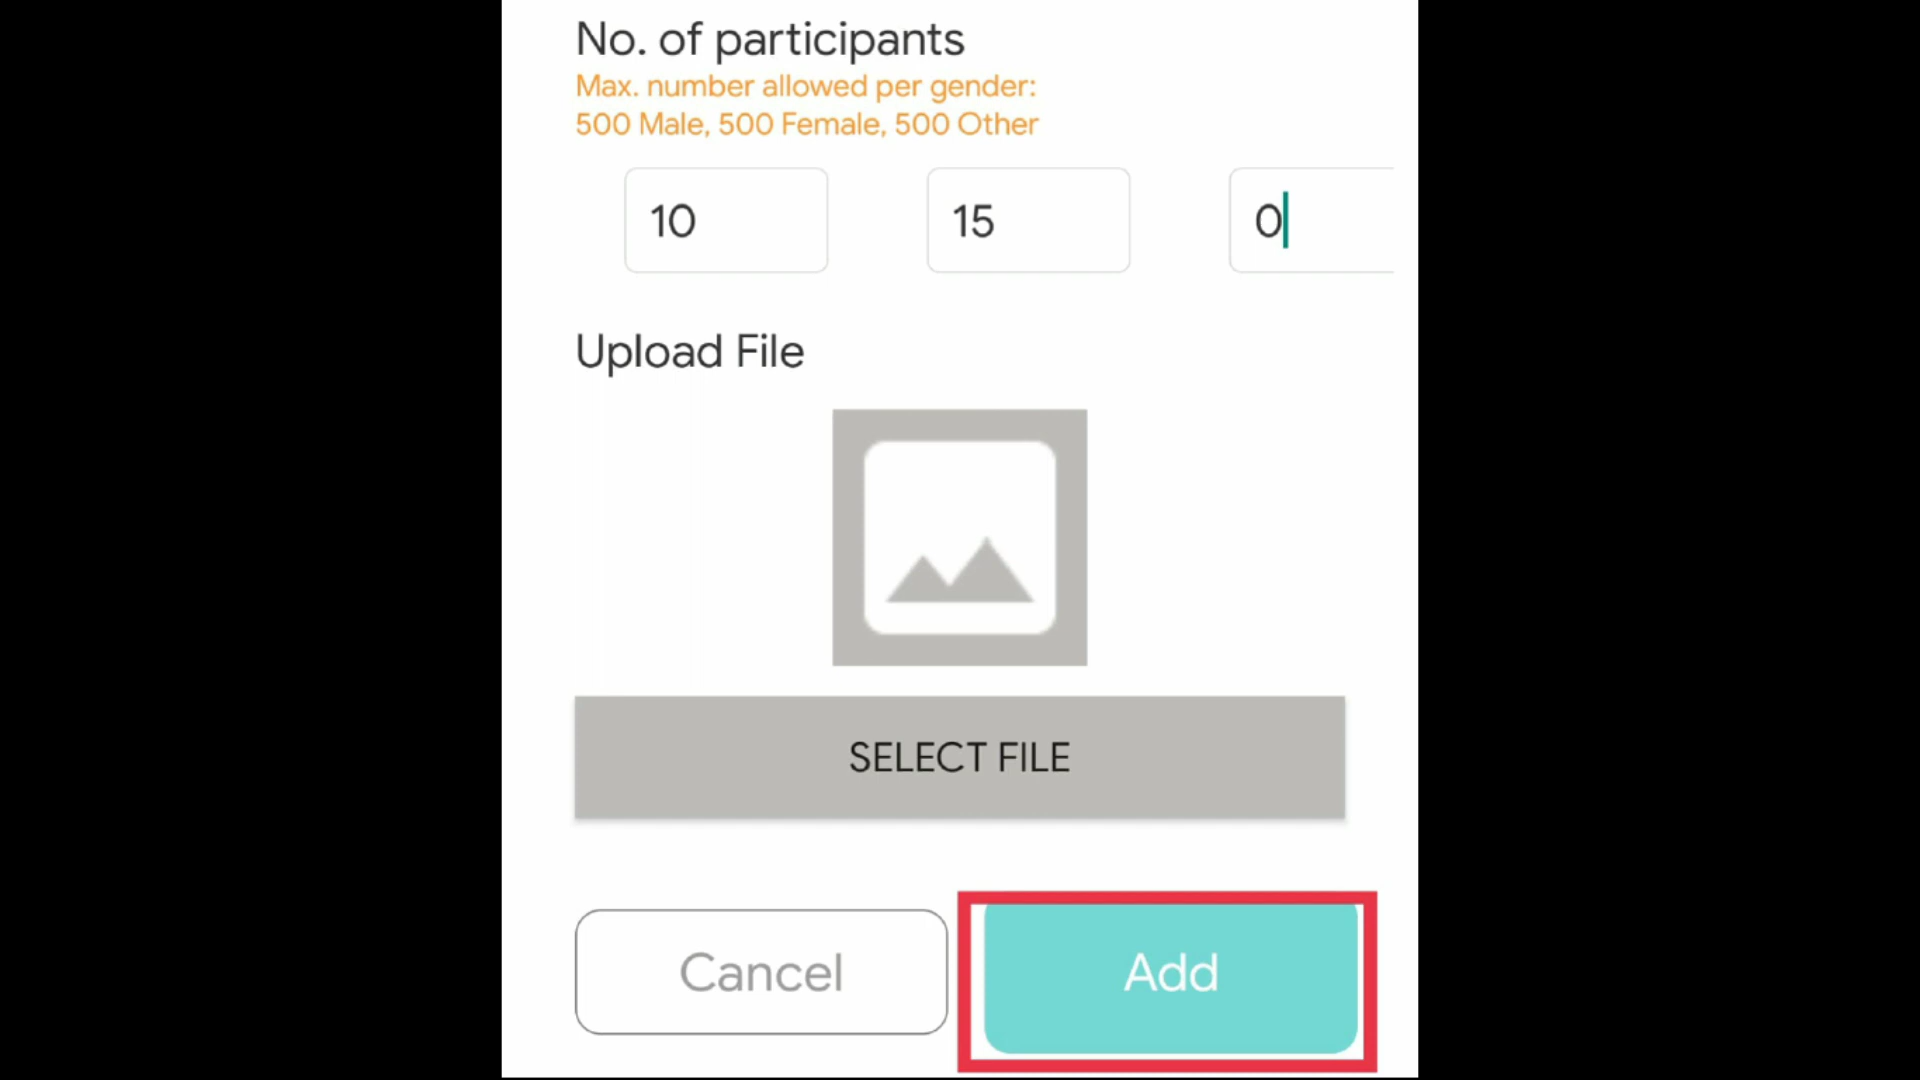 No. of participants
Max. number allowed per gender:
500 Male, 500 Female, 500 Other
10 15 0
Upload File
SELECT FILE
Cancel Add